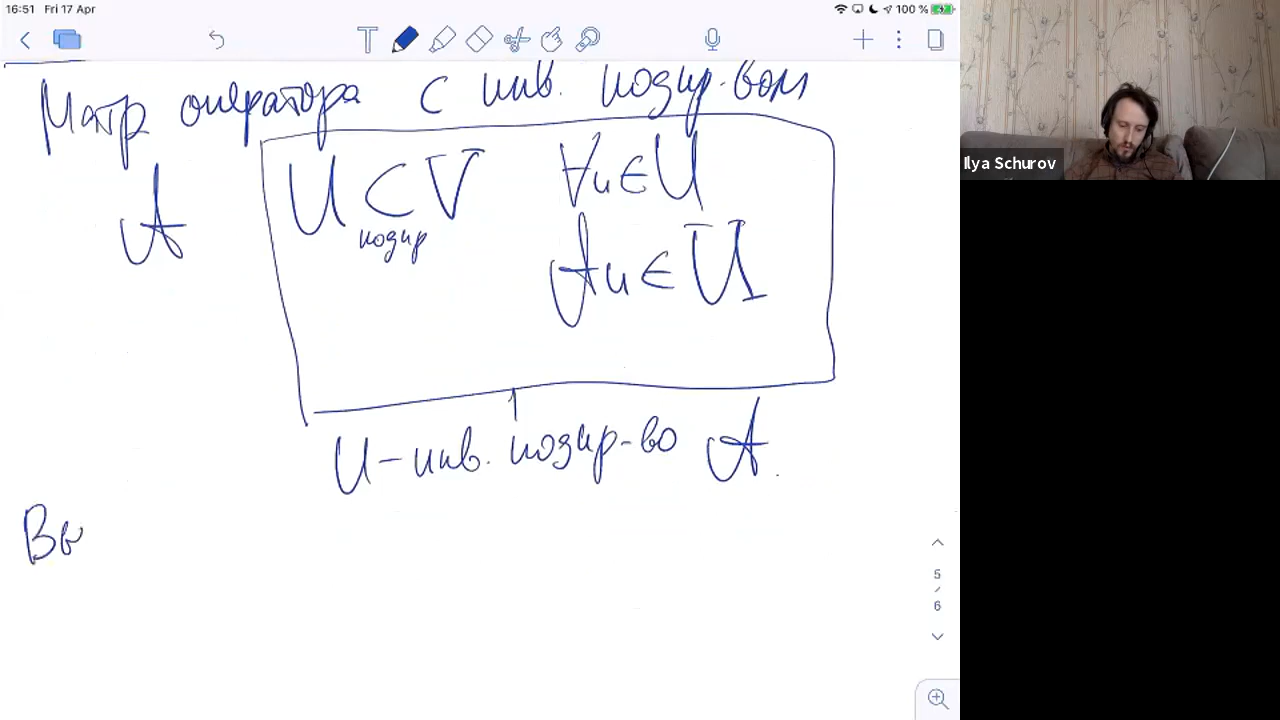 16:51 Fri 17 Apr
100 %
Матр оператора с инв. подпр-вом
𝒜
U ⊂ V ∀u ∈ U
подпр
𝒜u ∈ U
U - инв. подпр-во 𝒜.
Вы
5
6
Ilya Schurov